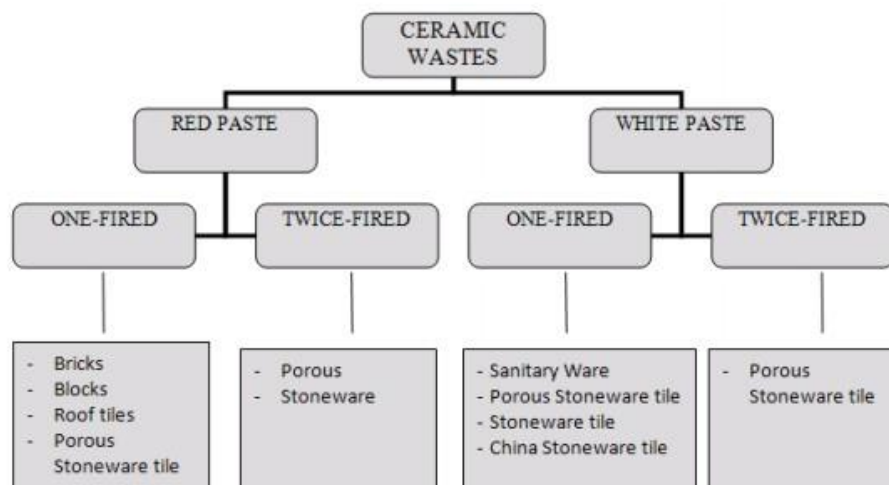 CERAMIC
WASTES
RED PASTE
WHITE PASTE
ONE-FIRED
TWICE-FIRED
ONE-FIRED
TWICE-FIRED
- Bricks
- Blocks
- Roof tiles
- Porous
Stoneware tile
- Porous
- Stoneware
- Sanitary Ware
- Porous Stoneware tile
- Stoneware tile
- China Stoneware tile
- Porous
Stoneware tile